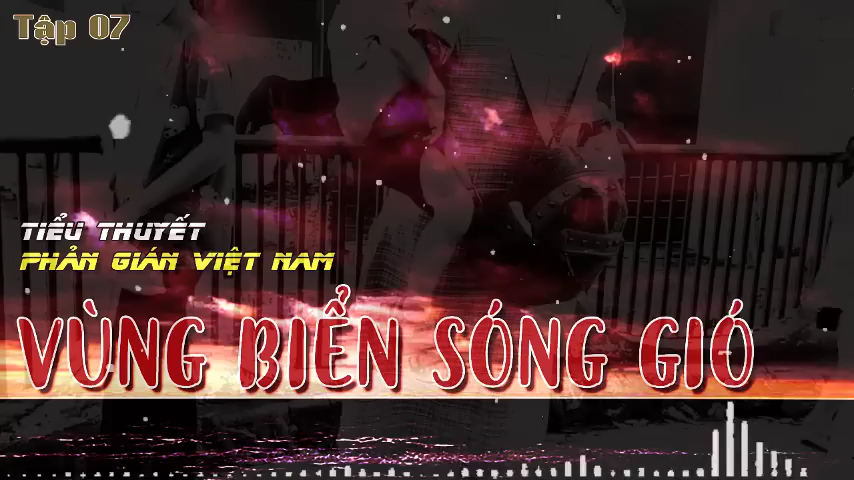 Tập 07
TIỂU THUYẾT
PHẢN GIÁN VIỆT NAM
VÙNG BIỂN SÓNG GIÓ